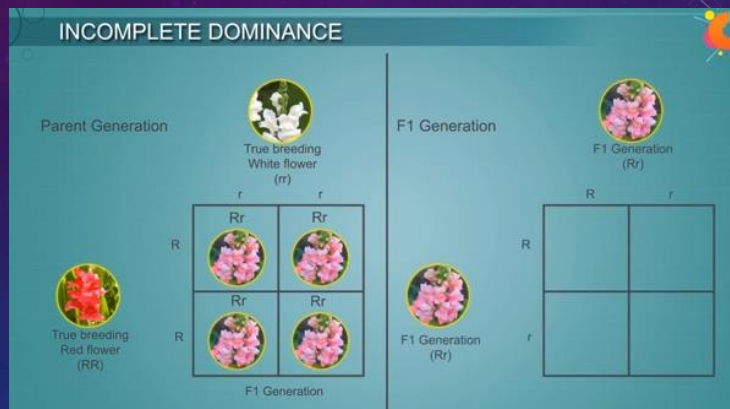 INCOMPLETE DOMINANCE
Parent Generation
True breeding
White flower
(rr)
r r
R
Rr Rr
True breeding
Red flower
(RR)
R
Rr Rr
F1 Generation
F1 Generation
F1 Generation
(Rr)
R r
R
F1 Generation
(Rr)
r